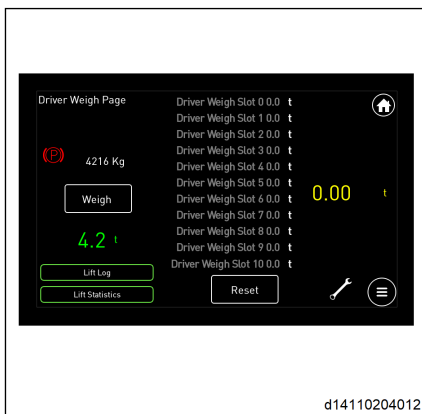 Driver Weigh Page
Driver Weigh Slot 0 0.0 t
Driver Weigh Slot 1 0.0 t
Driver Weigh Slot 2 0.0 t
Driver Weigh Slot 3 0.0 t
(P)
4216 Kg
Driver Weigh Slot 4 0.0 t
Driver Weigh Slot 5 0.0 t
Weigh
Driver Weigh Slot 6 0.0 t
0.00 t
Driver Weigh Slot 7 0.0 t
Driver Weigh Slot 8 0.0 t
4.2 t
Driver Weigh Slot 9 0.0 t
Driver Weigh Slot 10 0.0 t
Lift Log
Lift Statistics
Reset
d14110204012